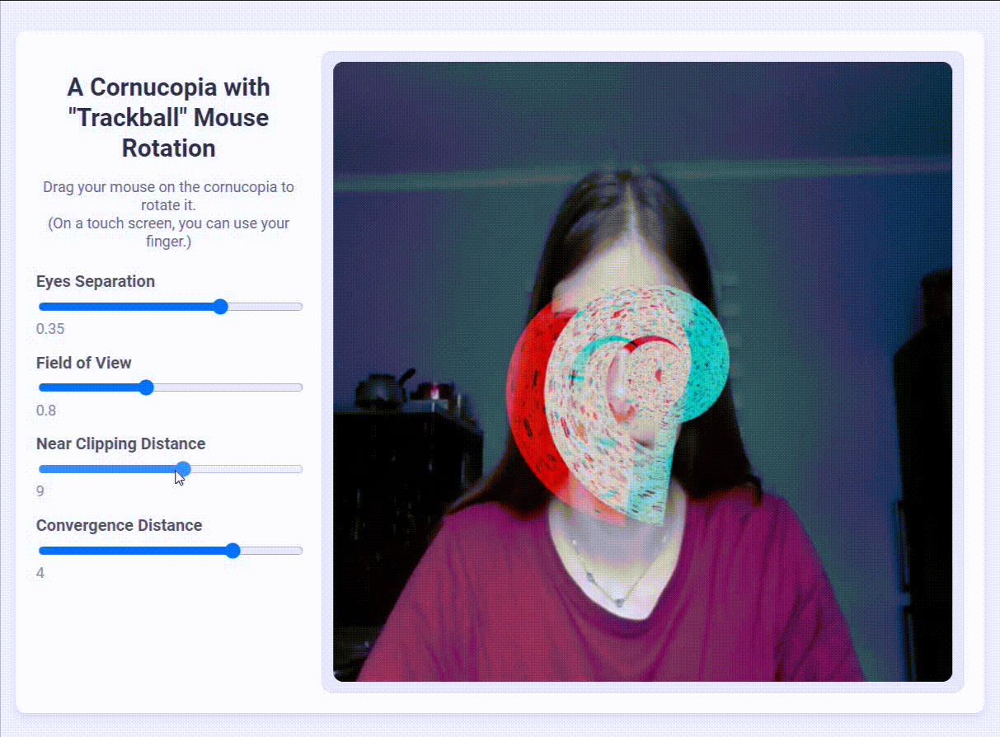 A Cornucopia with
"Trackball" Mouse
Rotation
Drag your mouse on the cornucopia to
rotate it.
(On a touch screen, you can use your
finger.)
Eyes Separation
0.35
Field of View
0.8
Near Clipping Distance
9
Convergence Distance
4